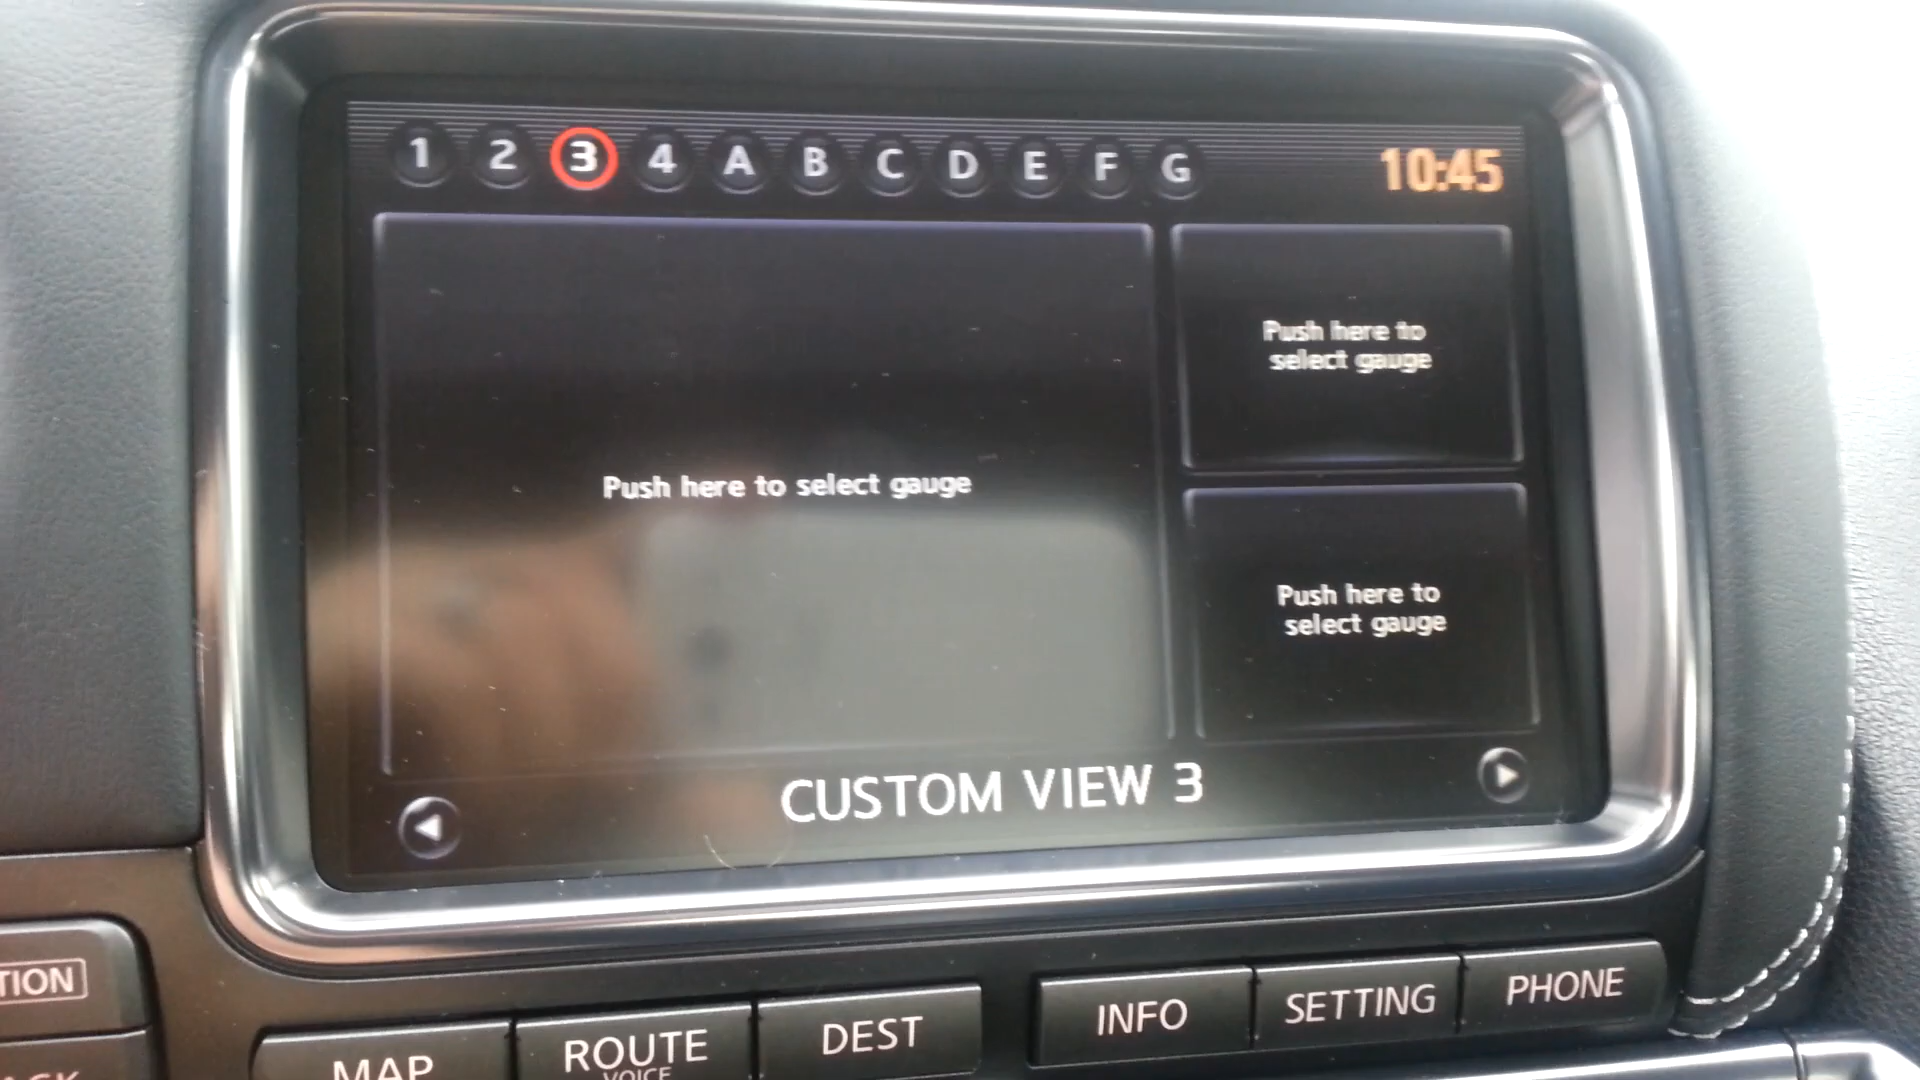 1 2 3 4 A B C D E F G
10:45
Push here to select gauge
Push here to
select gauge
Push here to
select gauge
CUSTOM VIEW 3
TION
MAP
ROUTE
VOICE
DEST
INFO
SETTING
PHONE